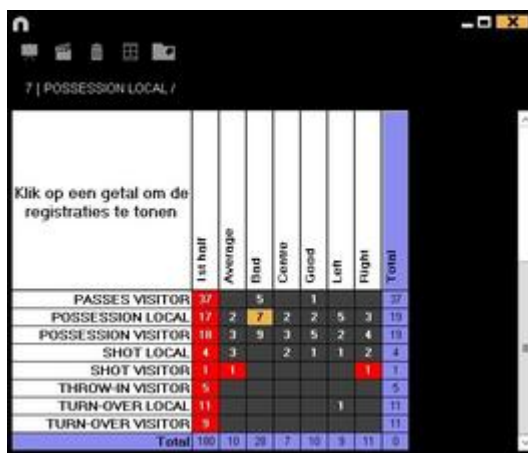 7 | POSSESSION LOCAL /
Klik op een getal om de
registraties te tonen
1st half Average Bad Centre Good Left Right Total
PASSES VISITOR 37 5 1 37
POSSESSION LOCAL 17 2 7 2 2 5 3 19
POSSESSION VISITOR 18 3 9 3 5 2 4 19
SHOT LOCAL 4 3 2 1 1 2 4
SHOT VISITOR 1 1 1 1
THROW-IN VISITOR 5 5
TURN-OVER LOCAL 11 1 11
TURN-OVER VISITOR 9 11
Total 100 10 20 7 10 9 11 0